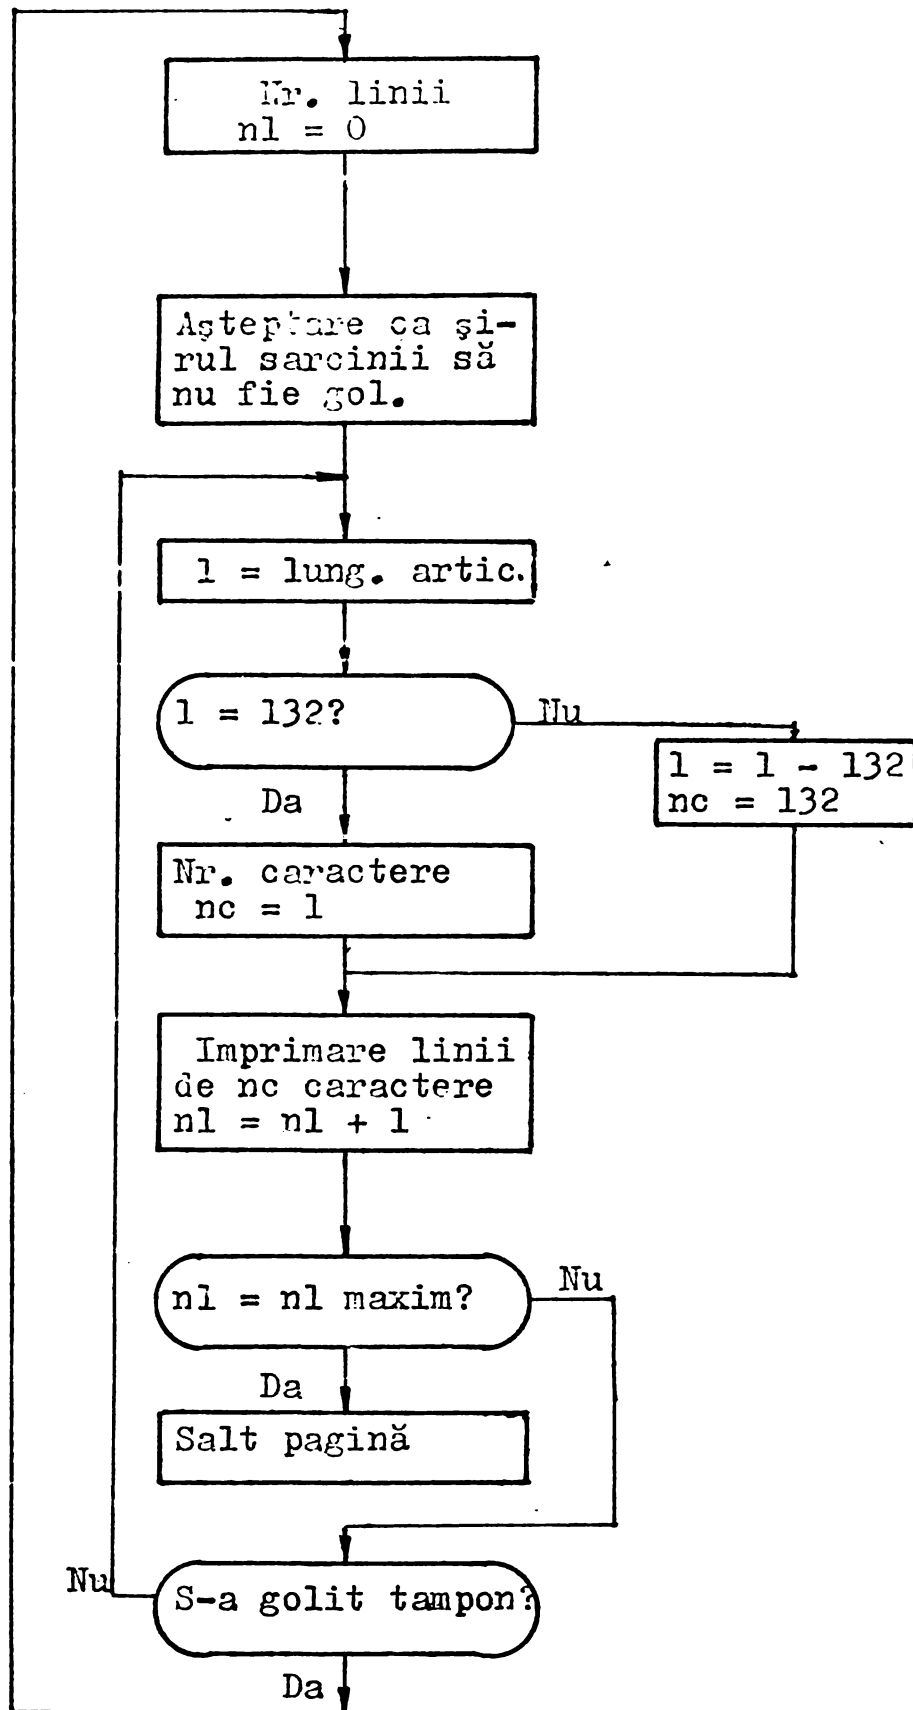 Nr. linii
nl = 0
Aşteptare ca şi-
rul sarcinii să
nu fie gol.
l = lung. artic.
l = 132?
Nu
l = l - 132
nc = 132
Da
Nr. caractere
nc = l
Imprimare linii
de nc caractere
nl = nl + 1
nl = nl maxim?
Nu
Da
Salt pagină
Nu
S-a golit tampon?
Da